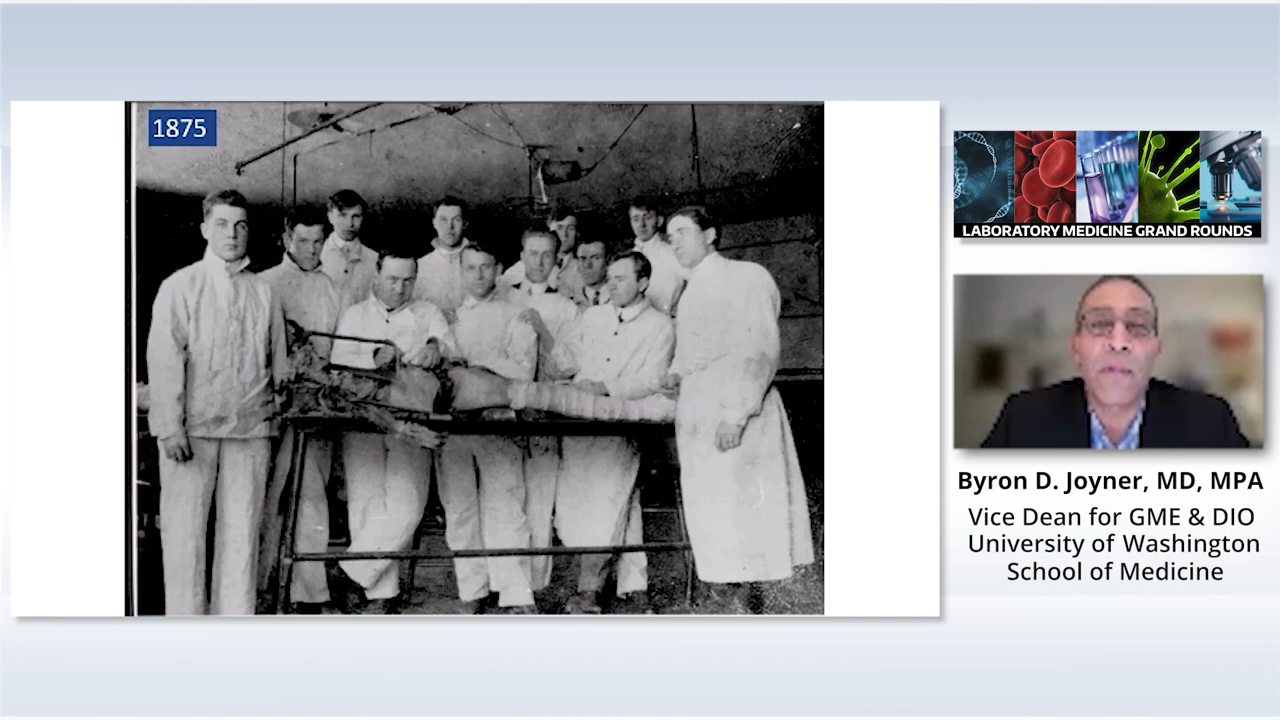 1875
LABORATORY MEDICINE GRAND ROUNDS
Byron D. Joyner, MD, MPA
Vice Dean for GME & DIO
University of Washington
School of Medicine